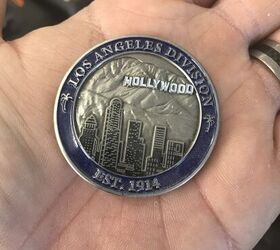 LOS ANGELES DIVISION
HOLLYWOOD
EST. 1914